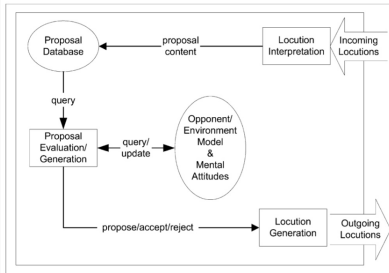 Proposal
Database
proposal
content
Locution
Interpretation
Incoming
Locutions
query
Proposal
Evaluation/
Generation
query/
update
Opponent/
Environment
Model
&
Mental
Attitudes
propose/accept/reject
Locution
Generation
Outgoing
Locutions